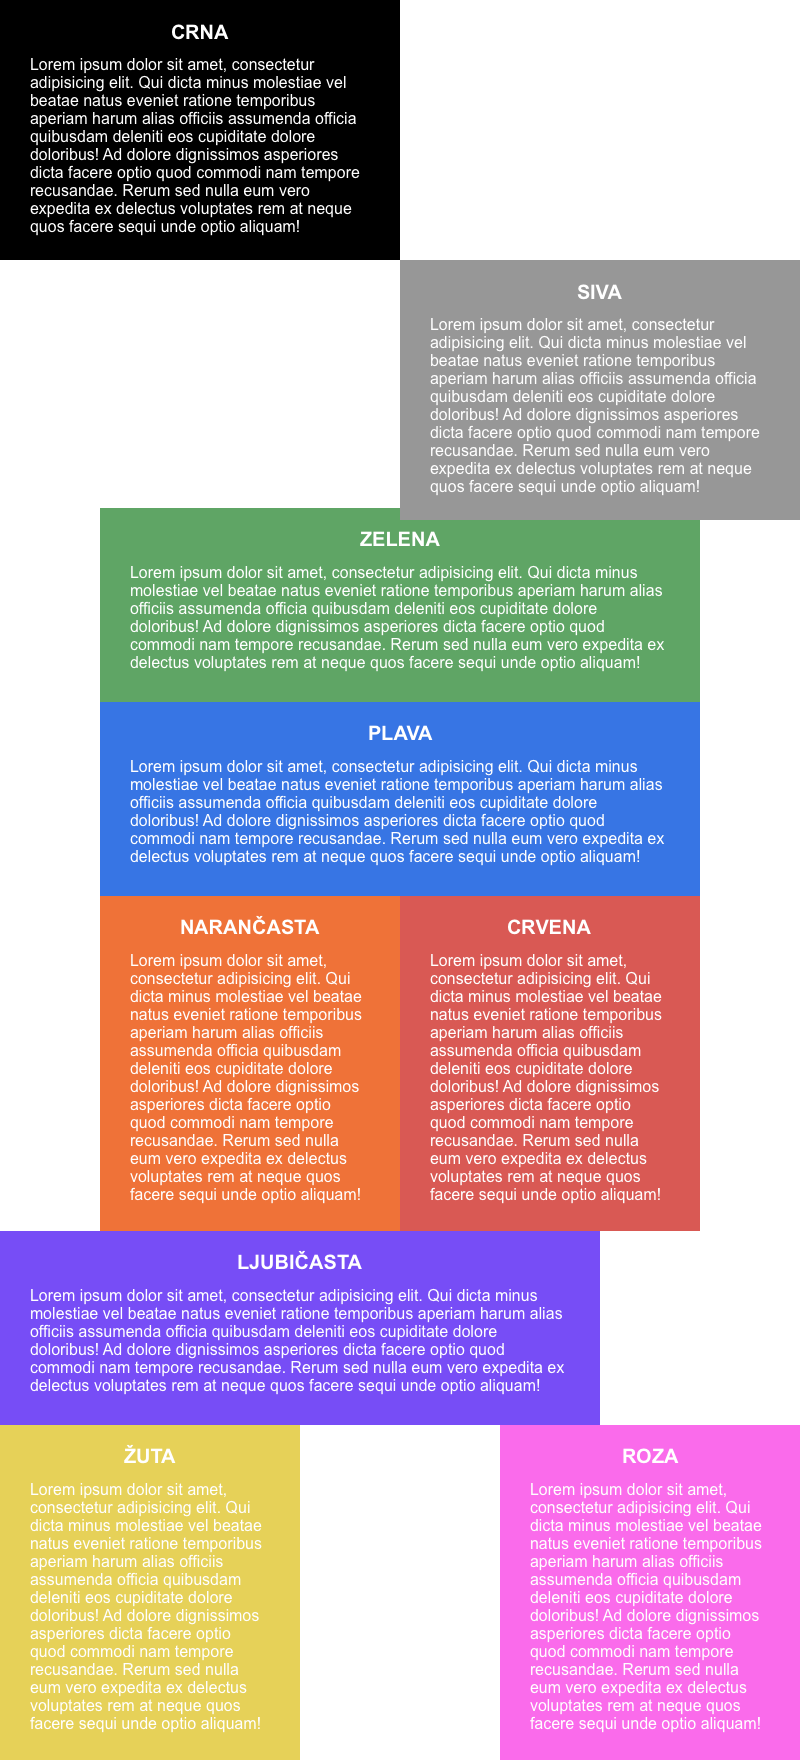 CRNA
Lorem ipsum dolor sit amet, consectetur
adipisicing elit. Qui dicta minus molestiae vel
beatae natus eveniet ratione temporibus
aperiam harum alias officiis assumenda officia
quibusdam deleniti eos cupiditate dolore
doloribus! Ad dolore dignissimos asperiores
dicta facere optio quod commodi nam tempore
recusandae. Rerum sed nulla eum vero
expedita ex delectus voluptates rem at neque
quos facere sequi unde optio aliquam!
SIVA
Lorem ipsum dolor sit amet, consectetur
adipisicing elit. Qui dicta minus molestiae vel
beatae natus eveniet ratione temporibus
aperiam harum alias officiis assumenda officia
quibusdam deleniti eos cupiditate dolore
doloribus! Ad dolore dignissimos asperiores
dicta facere optio quod commodi nam tempore
recusandae. Rerum sed nulla eum vero
expedita ex delectus voluptates rem at neque
quos facere sequi unde optio aliquam!
ZELENA
Lorem ipsum dolor sit amet, consectetur adipisicing elit. Qui dicta minus
molestiae vel beatae natus eveniet ratione temporibus aperiam harum alias
officiis assumenda officia quibusdam deleniti eos cupiditate dolore
doloribus! Ad dolore dignissimos asperiores dicta facere optio quod
commodi nam tempore recusandae. Rerum sed nulla eum vero expedita ex
delectus voluptates rem at neque quos facere sequi unde optio aliquam!
PLAVA
Lorem ipsum dolor sit amet, consectetur adipisicing elit. Qui dicta minus
molestiae vel beatae natus eveniet ratione temporibus aperiam harum alias
officiis assumenda officia quibusdam deleniti eos cupiditate dolore
doloribus! Ad dolore dignissimos asperiores dicta facere optio quod
commodi nam tempore recusandae. Rerum sed nulla eum vero expedita ex
delectus voluptates rem at neque quos facere sequi unde optio aliquam!
NARANČASTA
Lorem ipsum dolor sit amet,
consectetur adipisicing elit. Qui
dicta minus molestiae vel beatae
natus eveniet ratione temporibus
aperiam harum alias officiis
assumenda officia quibusdam
deleniti eos cupiditate dolore
doloribus! Ad dolore dignissimos
asperiores dicta facere optio
quod commodi nam tempore
recusandae. Rerum sed nulla
eum vero expedita ex delectus
voluptates rem at neque quos
facere sequi unde optio aliquam!
CRVENA
Lorem ipsum dolor sit amet,
consectetur adipisicing elit. Qui
dicta minus molestiae vel beatae
natus eveniet ratione temporibus
aperiam harum alias officiis
assumenda officia quibusdam
deleniti eos cupiditate dolore
doloribus! Ad dolore dignissimos
asperiores dicta facere optio
quod commodi nam tempore
recusandae. Rerum sed nulla
eum vero expedita ex delectus
voluptates rem at neque quos
facere sequi unde optio aliquam!
LJUBIČASTA
Lorem ipsum dolor sit amet, consectetur adipisicing elit. Qui dicta minus
molestiae vel beatae natus eveniet ratione temporibus aperiam harum alias
officiis assumenda officia quibusdam deleniti eos cupiditate dolore
doloribus! Ad dolore dignissimos asperiores dicta facere optio quod
commodi nam tempore recusandae. Rerum sed nulla eum vero expedita ex
delectus voluptates rem at neque quos facere sequi unde optio aliquam!
ŽUTA
Lorem ipsum dolor sit amet,
consectetur adipisicing elit. Qui
dicta minus molestiae vel beatae
natus eveniet ratione temporibus
aperiam harum alias officiis
assumenda officia quibusdam
deleniti eos cupiditate dolore
doloribus! Ad dolore dignissimos
asperiores dicta facere optio
quod commodi nam tempore
recusandae. Rerum sed nulla
eum vero expedita ex delectus
voluptates rem at neque quos
facere sequi unde optio aliquam!
ROZA
Lorem ipsum dolor sit amet,
consectetur adipisicing elit. Qui
dicta minus molestiae vel beatae
natus eveniet ratione temporibus
aperiam harum alias officiis
assumenda officia quibusdam
deleniti eos cupiditate dolore
doloribus! Ad dolore dignissimos
asperiores dicta facere optio
quod commodi nam tempore
recusandae. Rerum sed nulla
eum vero expedita ex delectus
voluptates rem at neque quos
facere sequi unde optio aliquam!